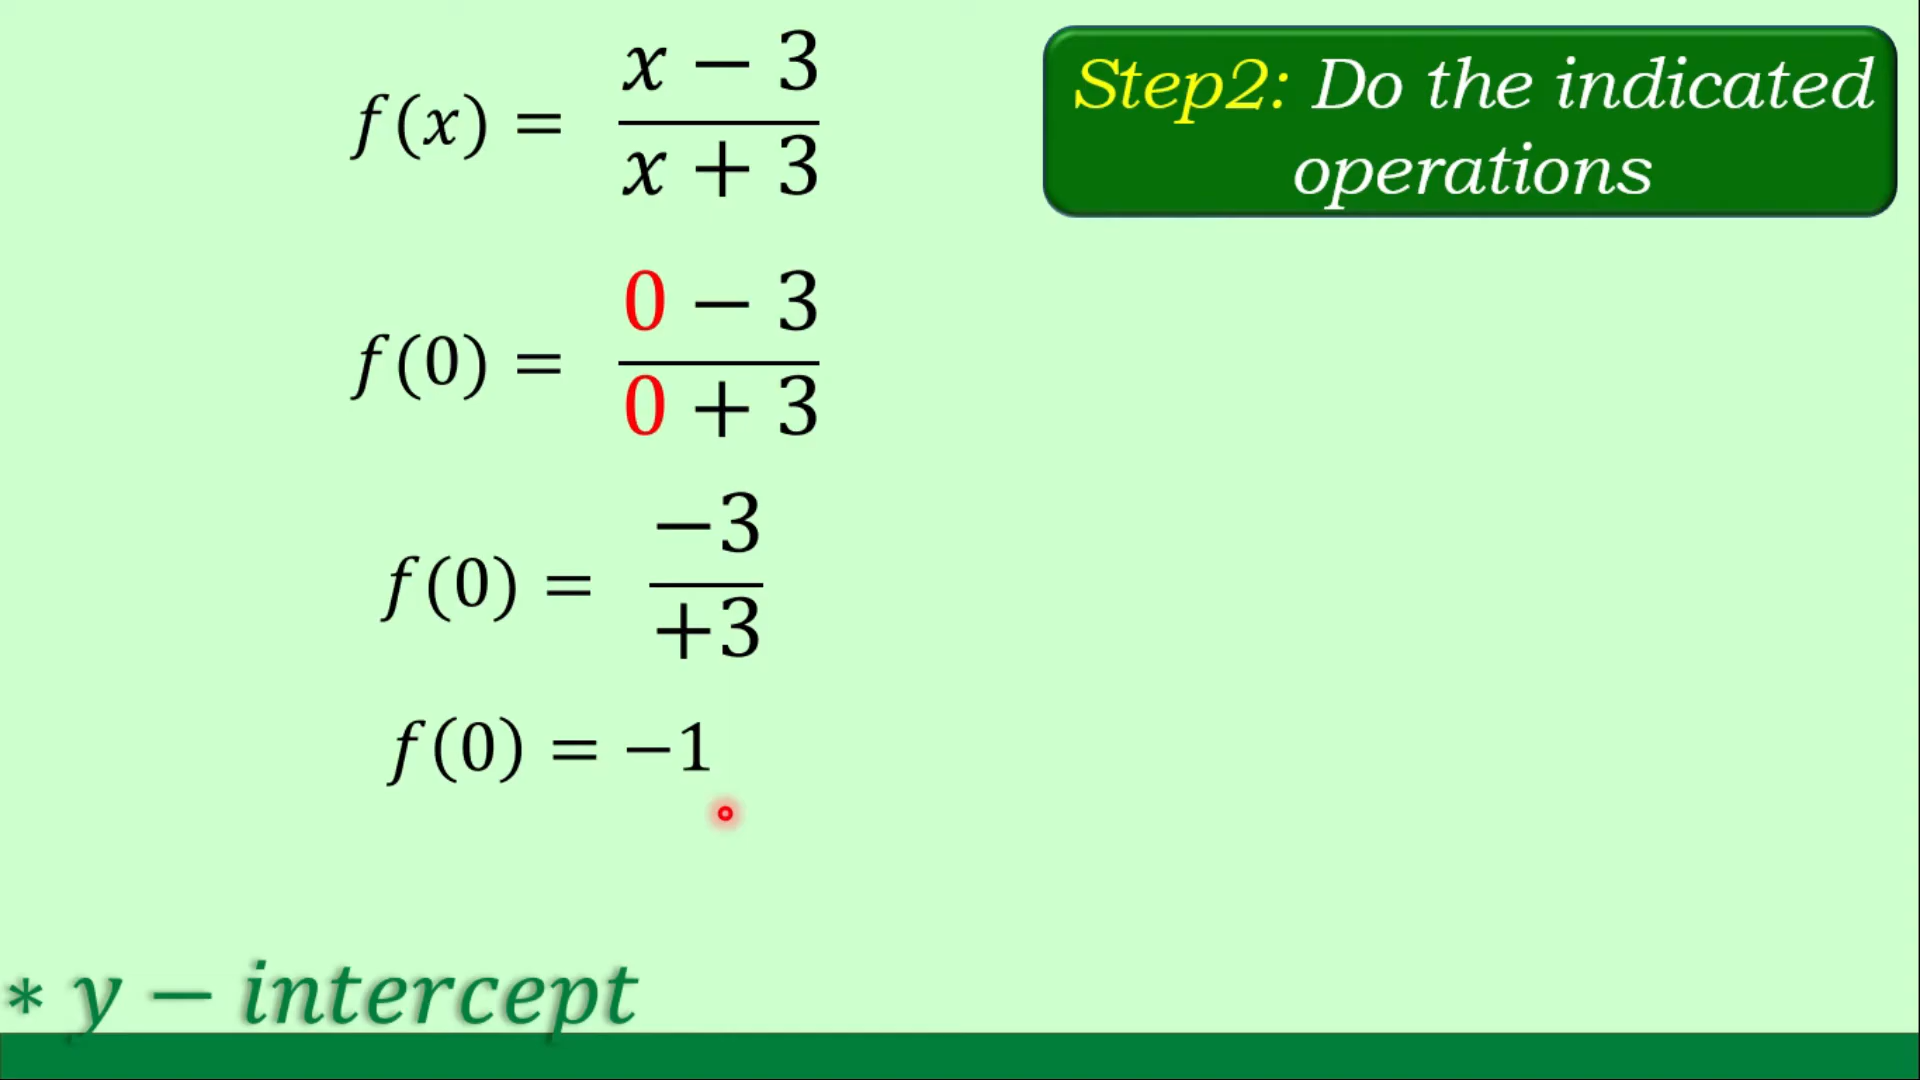 f(x) = x − 3 / x + 3
Step2: Do the indicated
operations
f(0) = 0 − 3 / 0 + 3
f(0) = −3 / +3
f(0) = −1
* y − intercept